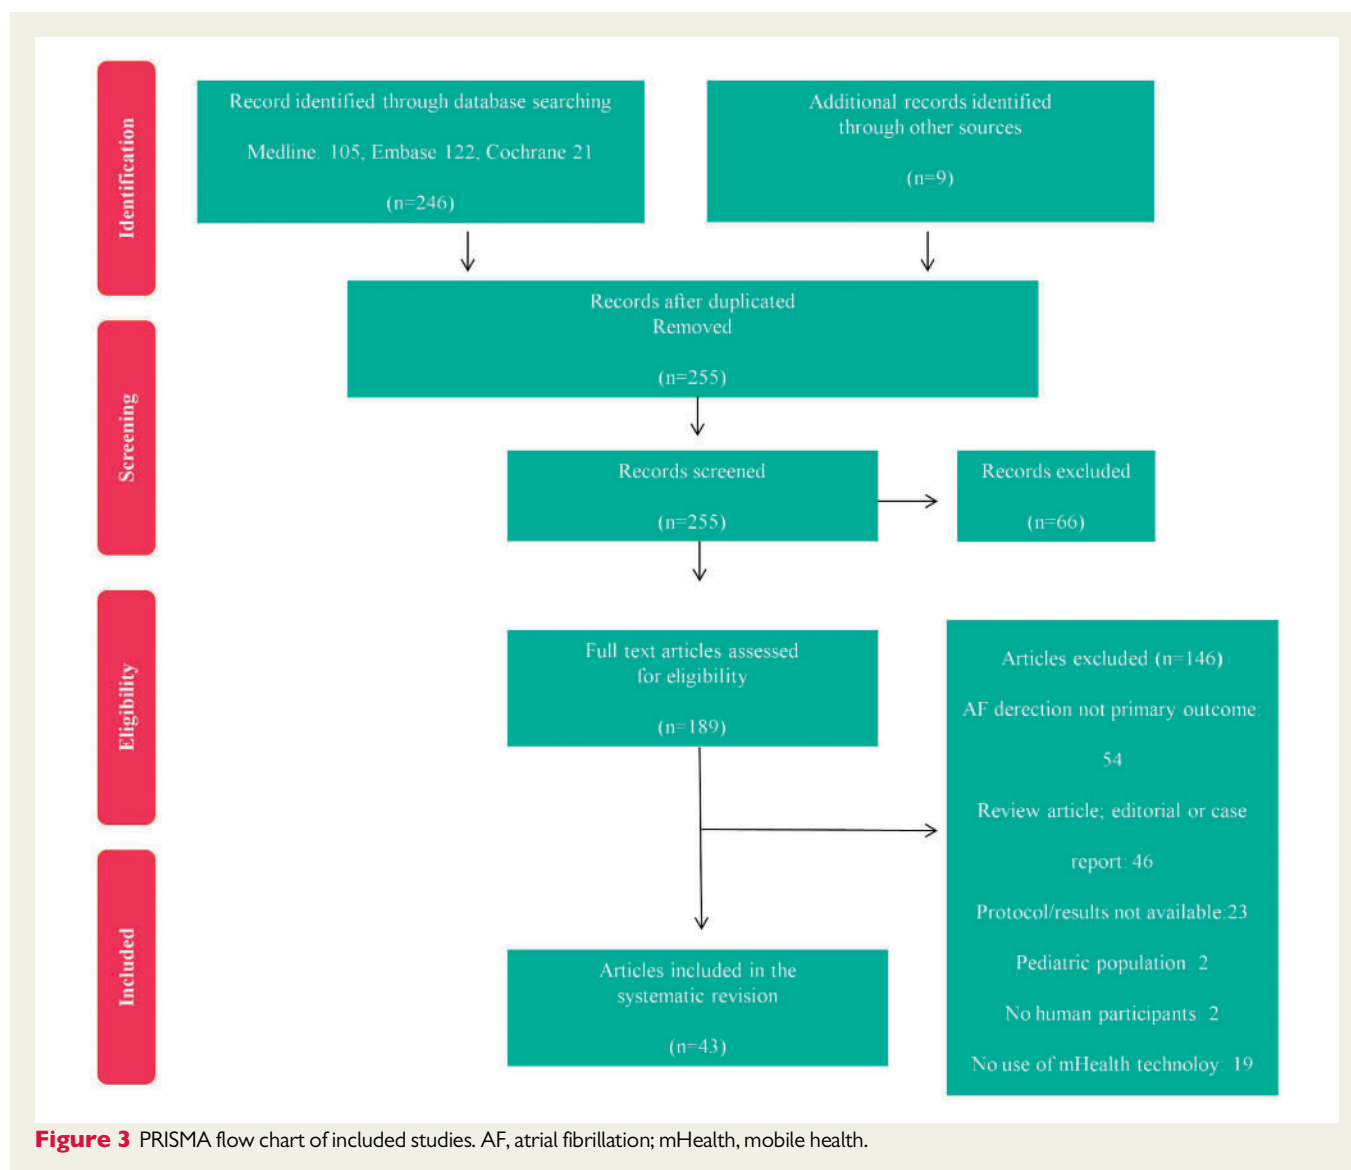 Identification
Record identified through database searching
Medline: 105, Embase 122, Cochrane 21
(n=246)
Additional records identified
through other sources
(n=9)
Records after duplicated
Removed
(n=255)
Screening
Records screened
(n=255)
Records excluded
(n=66)
Eligibility
Full text articles assessed
for eligibility
(n=189)
Articles excluded (n=146)
AF derection not primary outcome:
54
Review article; editorial or case
report: 46
Protocol/results not available:23
Pediatric population: 2
No human participants: 2
No use of mHealth technoloy: 19
Included
Articles included in the
systematic revision
(n=43)
Figure 3 PRISMA flow chart of included studies. AF, atrial fibrillation; mHealth, mobile health.